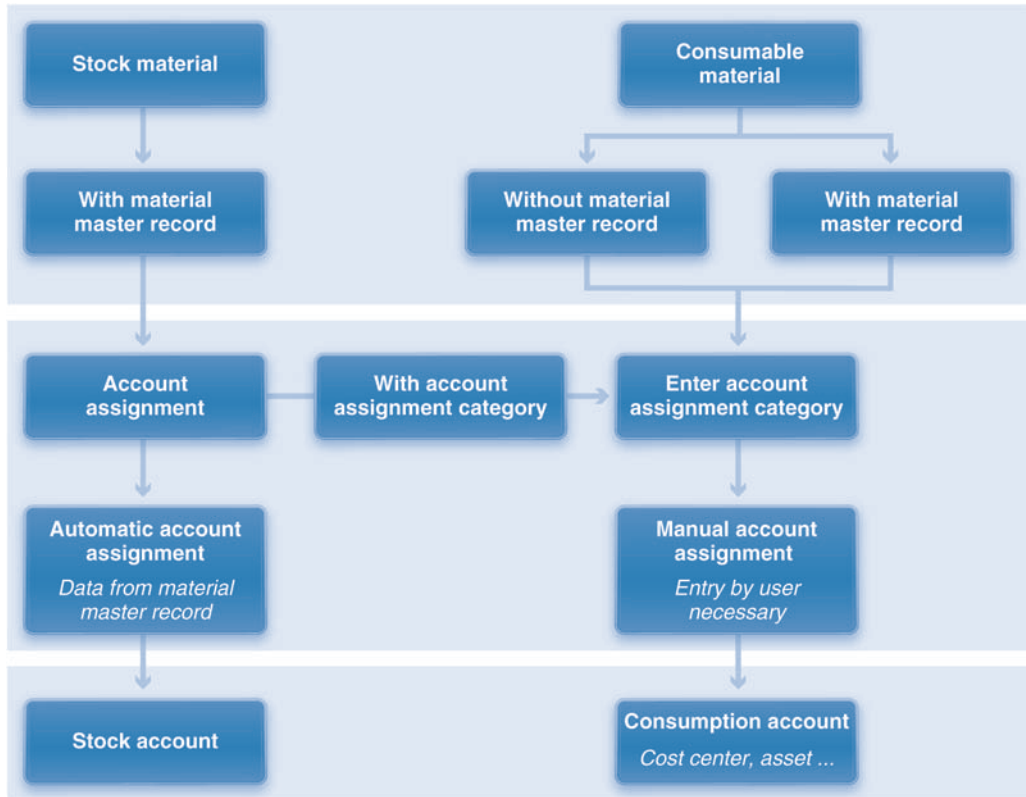 Stock material
Consumable
material
With material
master record
Without material
master record
With material
master record
Account
assignment
With account
assignment category
Enter account
assignment category
Automatic account
assignment
Data from material
master record
Manual account
assignment
Entry by user
necessary
Stock account
Consumption account
Cost center, asset ...